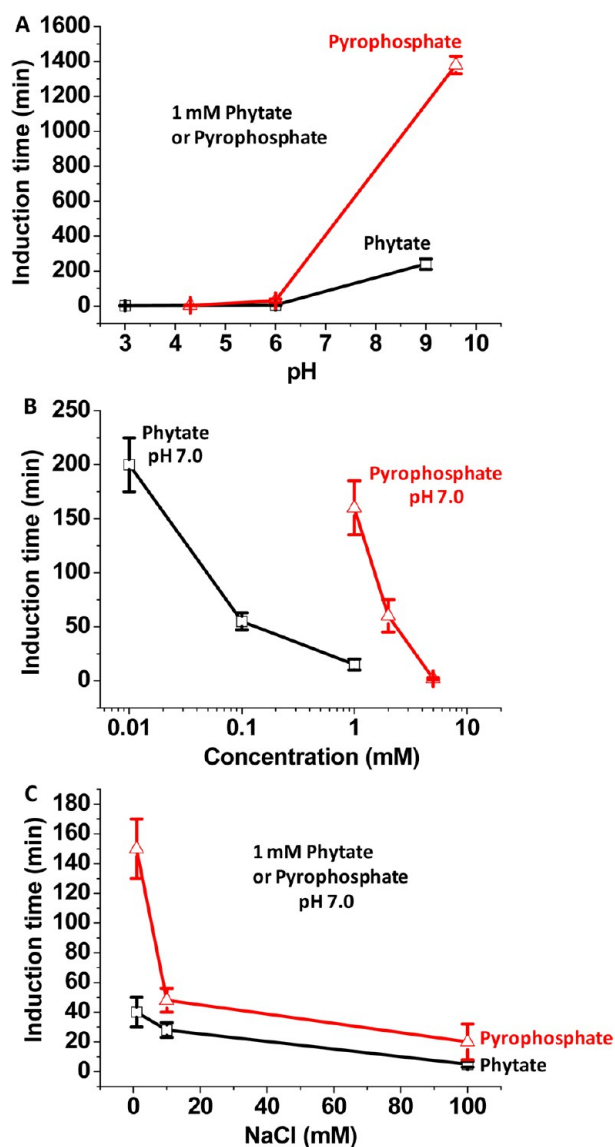 A
1600
1400
1200
1000
800
600
400
200
0
Induction time (min)
Pyrophosphate
1 mM Phytate
or Pyrophosphate
Phytate
3 4 5 6 7 8 9 10
pH
B
250
200
150
100
50
0
Induction time (min)
Phytate
pH 7.0
Pyrophosphate
pH 7.0
0.01 0.1 1 10
Concentration (mM)
C
180
160
140
120
100
80
60
40
20
0
Induction time (min)
1 mM Phytate
or Pyrophosphate
pH 7.0
Pyrophosphate
Phytate
0 20 40 60 80 100
NaCl (mM)